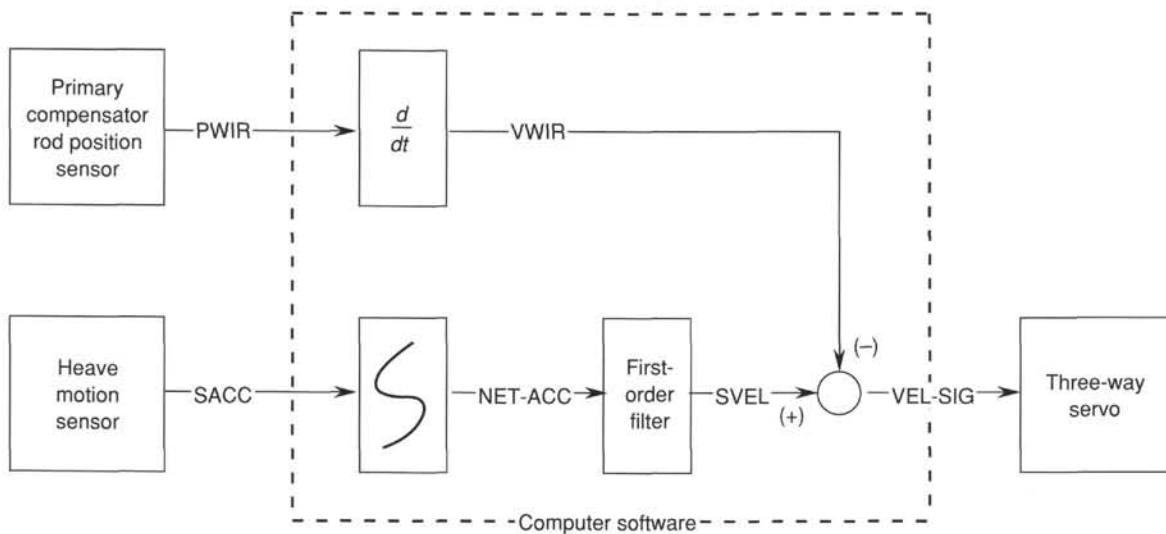 Primary
compensator
rod position
sensor
PWIR
d
dt
VWIR
(–)
Heave
motion
sensor
SACC
NET-ACC
First-
order
filter
SVEL
(+)
VEL-SIG
Three-way
servo
Computer software